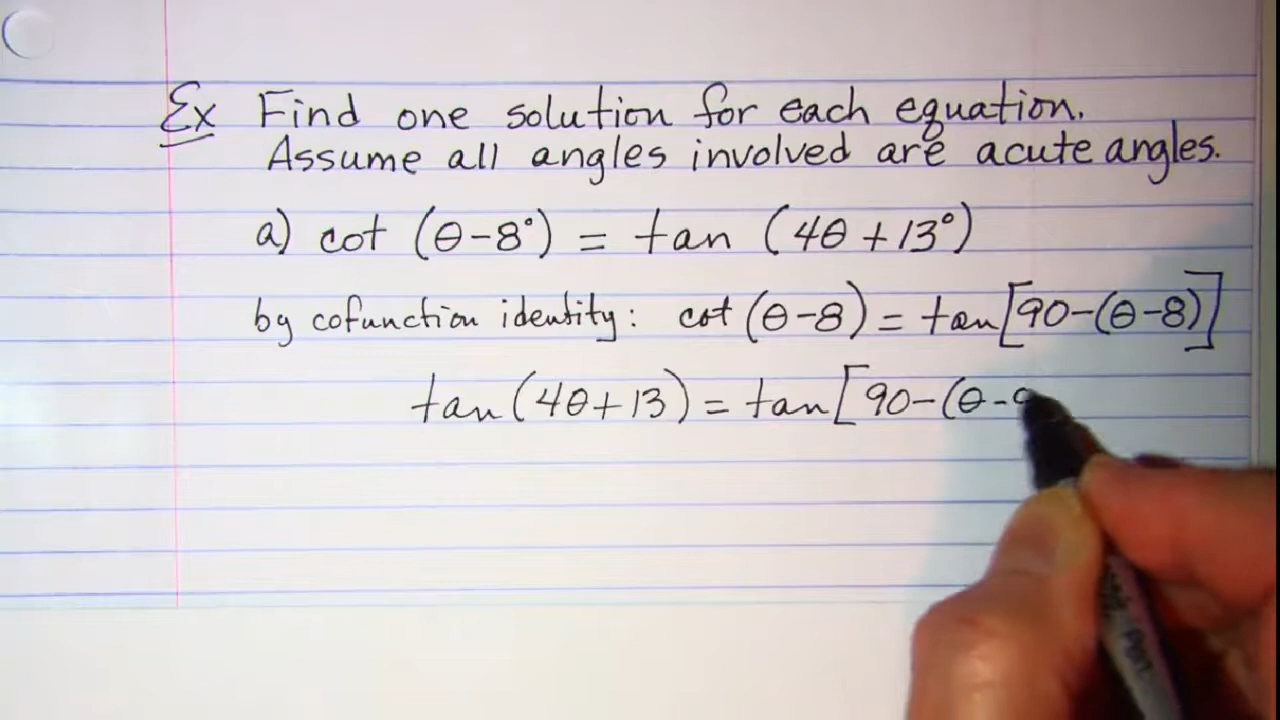 Ex Find one solution for each equation.
Assume all angles involved are acute angles.
a) cot (θ-8°) = tan (4θ+13°)
by cofunction identity: cot (θ-8) = tan[90-(θ-8)]
tan(4θ+13) = tan[90-(θ-